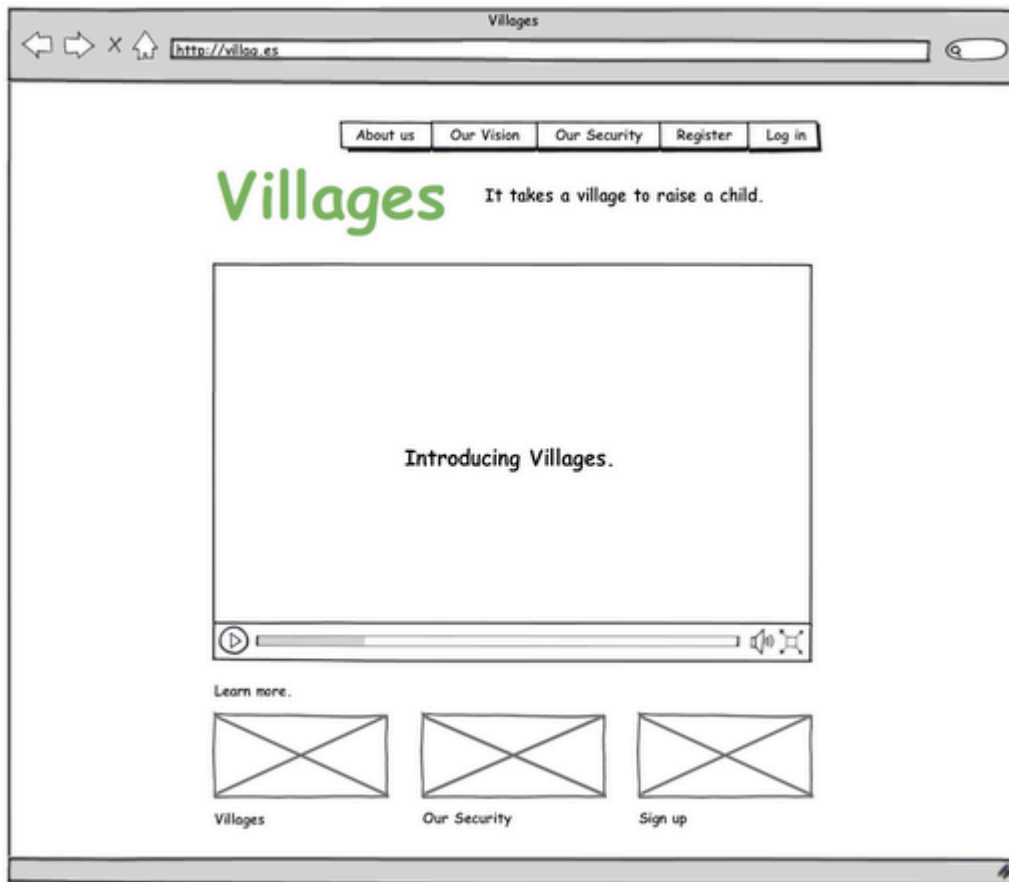 Villages
http://villag.es
About us Our Vision Our Security Register Log in
Villages It takes a village to raise a child.
Introducing Villages.
Learn more.
Villages Our Security Sign up